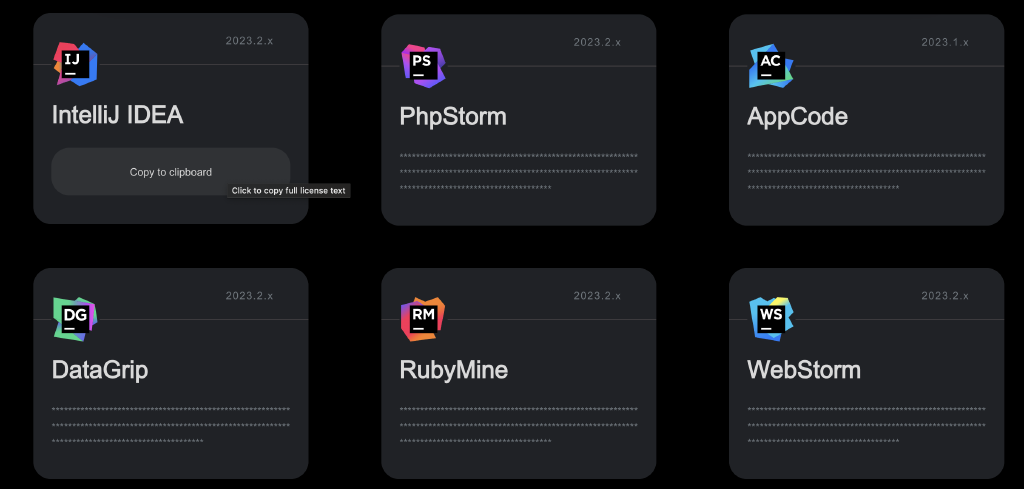 2023.2.x
IJ
IntelliJ IDEA
Copy to clipboard
Click to copy full license text
2023.2.x
PS
PhpStorm
2023.1.x
AC
AppCode
2023.2.x
DG
DataGrip
2023.2.x
RM
RubyMine
2023.2.x
WS
WebStorm